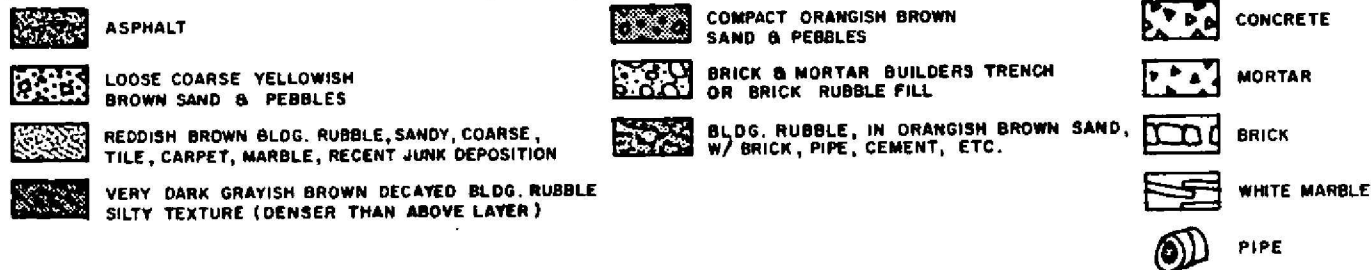 ASPHALT
LOOSE COARSE YELLOWISH
BROWN SAND & PEBBLES
REDDISH BROWN BLDG. RUBBLE, SANDY, COARSE,
TILE, CARPET, MARBLE, RECENT JUNK DEPOSITION
VERY DARK GRAYISH BROWN DECAYED BLDG. RUBBLE
SILTY TEXTURE (DENSER THAN ABOVE LAYER)
COMPACT ORANGISH BROWN
SAND & PEBBLES
BRICK & MORTAR BUILDERS TRENCH
OR BRICK RUBBLE FILL
BLDG. RUBBLE, IN ORANGISH BROWN SAND,
W/ BRICK, PIPE, CEMENT, ETC.
CONCRETE
MORTAR
BRICK
WHITE MARBLE
PIPE